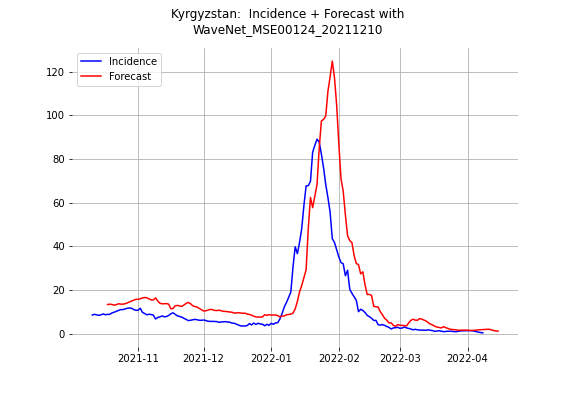 Kyrgyzstan:  Incidence + Forecast with
WaveNet_MSE00124_20211210
Incidence
Forecast
120
100
80
60
40
20
0
2021-11 2021-12 2022-01 2022-02 2022-03 2022-04